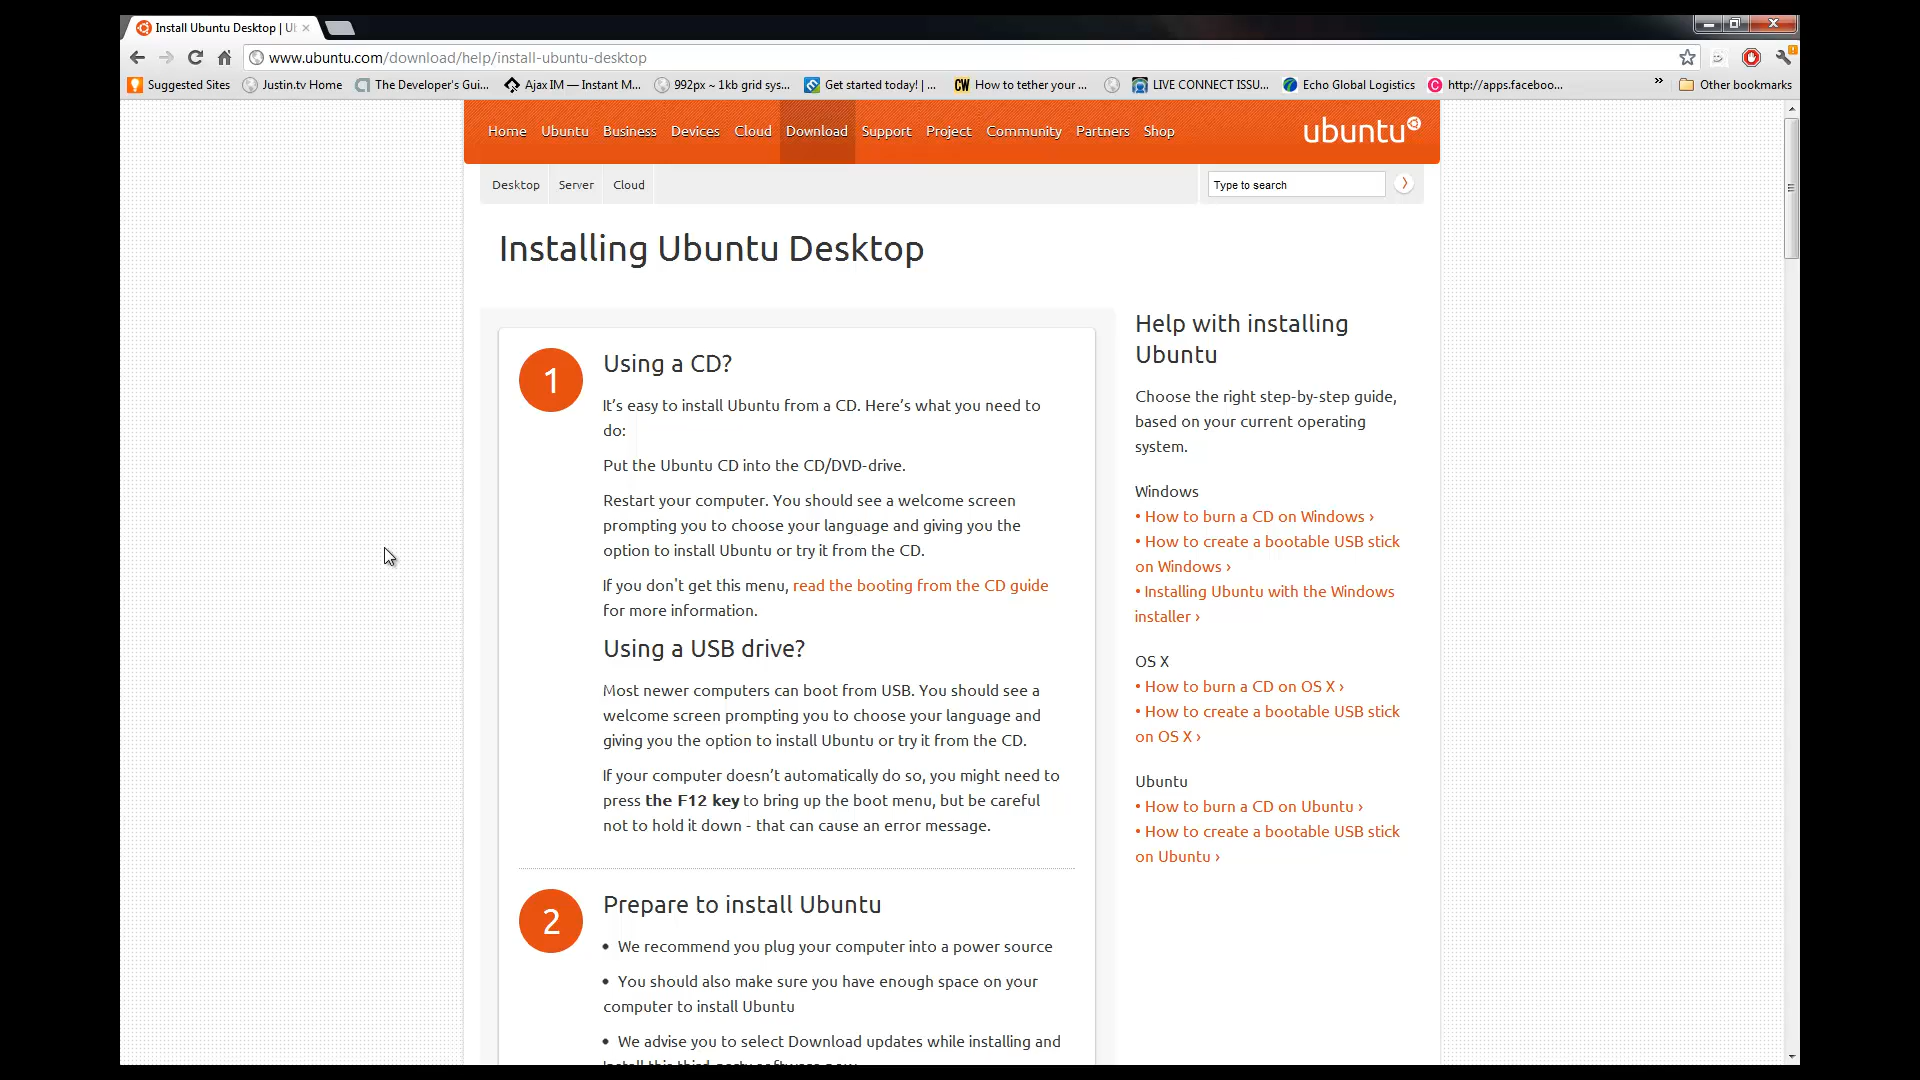 Install Ubuntu Desktop | Ub
www.ubuntu.com/download/help/install-ubuntu-desktop
Suggested Sites Justin.tv Home The Developer's Gui... Ajax IM — Instant M... 992px ~ 1kb grid sys... Get started today! | ... CW How to tether your ... LIVE CONNECT ISSU... Echo Global Logistics http://apps.faceboo... » Other bookmarks
Home Ubuntu Business Devices Cloud Download Support Project Community Partners Shop ubuntu
Desktop Server Cloud Type to search
Installing Ubuntu Desktop
1
Using a CD?
It’s easy to install Ubuntu from a CD. Here’s what you need to
do:
Put the Ubuntu CD into the CD/DVD-drive.
Restart your computer. You should see a welcome screen
prompting you to choose your language and giving you the
option to install Ubuntu or try it from the CD.
If you don't get this menu, read the booting from the CD guide
for more information.
Using a USB drive?
Most newer computers can boot from USB. You should see a
welcome screen prompting you to choose your language and
giving you the option to install Ubuntu or try it from the CD.
If your computer doesn’t automatically do so, you might need to
press the F12 key to bring up the boot menu, but be careful
not to hold it down - that can cause an error message.
2
Prepare to install Ubuntu
• We recommend you plug your computer into a power source
• You should also make sure you have enough space on your
computer to install Ubuntu
• We advise you to select Download updates while installing and
Install this third-party software now
Help with installing
Ubuntu
Choose the right step-by-step guide,
based on your current operating
system.
Windows
• How to burn a CD on Windows ›
• How to create a bootable USB stick
on Windows ›
• Installing Ubuntu with the Windows
installer ›
OS X
• How to burn a CD on OS X ›
• How to create a bootable USB stick
on OS X ›
Ubuntu
• How to burn a CD on Ubuntu ›
• How to create a bootable USB stick
on Ubuntu ›